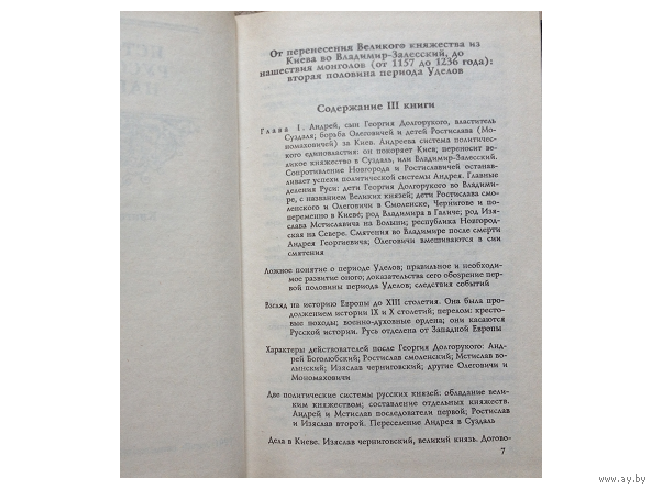 От перенесения Великого княжества из
Киева во Владимир-Залесский, до
нашествия монголов (от 1157 до 1236 года):
вторая половина периода Уделов
Содержание III книги
Глава I. Андрей, сын Георгия Долгорукого, властитель
Суздаля; борьба Олеговичей и детей Ростислава (Мо-
номаховичей) за Киев. Андреева система политичес-
кого единовластия: он покоряет Киев; переносит ве-
ликое княжество в Суздаль, или Владимир-Залесский.
Сопротивление Новгорода и Ростиславичей останав-
ливает успехи политической системы Андрея. Главные
деления Руси: дети Георгия Долгорукого во Владими-
ре, с названием Великих князей; дети Ростислава смо-
ленского и Олеговичи в Смоленске, Чернигове и по-
переменно в Киеве; род Владимира в Галиче; род Изя-
слава Мстиславича на Волыни; республика Новгород-
ская на Севере. Смятения во Владимире после смерти
Андрея Георгиевича; Олеговичи вмешиваются в сии
смятения
Ложное понятие о периоде Уделов; правильное и необходи-
мое развитие оного; доказательства сего обозрение пер-
вой половины периода Уделов; следствия событий
Взгляд на историю Европы до XIII столетия. Она была про-
должением истории IX и X столетий; перелом: кресто-
вые походы; военно-духовные ордена; они касаются
Русской истории. Русь отделена от Западной Европы
Характеры действователей после Георгия Долгорукого: Анд-
рей Боголюбский; Ростислав смоленский; Мстислав во-
лынский; Изяслав черниговский; другие Олеговичи и
Мономаховичи
Две политические системы русских князей: обладание вели-
ким княжеством; составление отдельных княжеств.
Андрей и Мстислав последователи первой; Ростислав
и Изяслав второй. Переселение Андрея в Суздаль
Дела в Киеве. Изяслав черниговский, великий князь. Догово-
7
www.ay.by